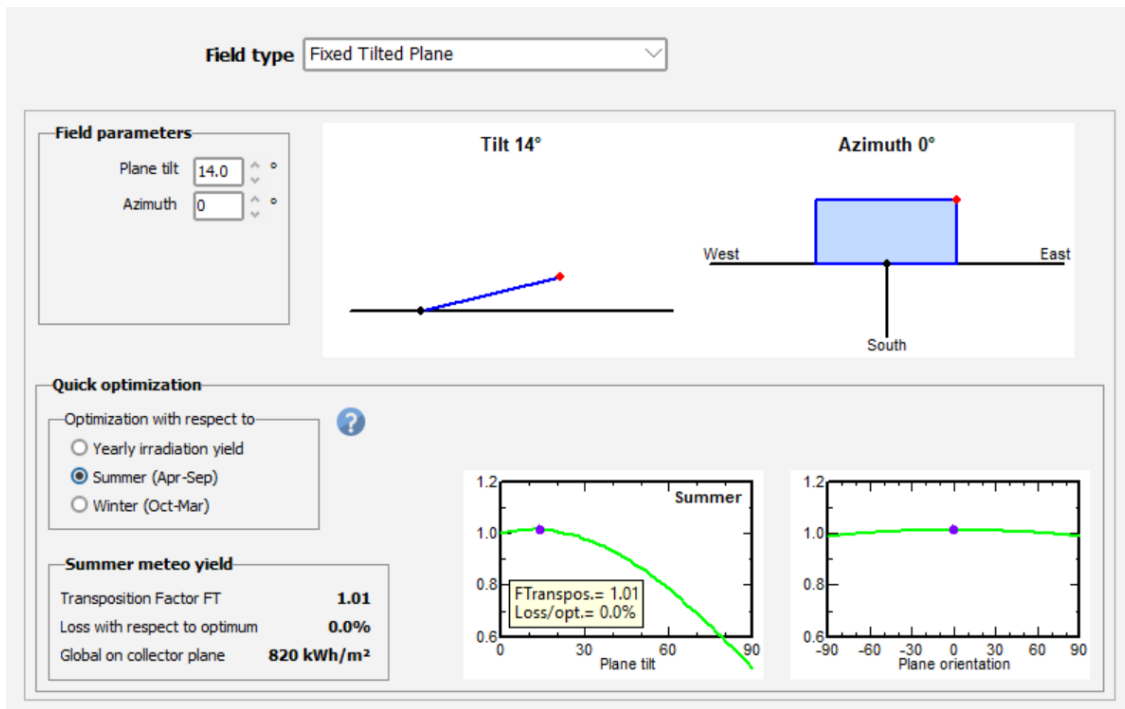 Field type Fixed Tilted Plane
Field parameters
Plane tilt 14.0 °
Azimuth 0 °
Tilt 14°
Azimuth 0°
West East
South
Quick optimization
Optimization with respect to
?
Yearly irradiation yield
Summer (Apr-Sep)
Winter (Oct-Mar)
Summer meteo yield
Transposition Factor FT 1.01
Loss with respect to optimum 0.0%
Global on collector plane 820 kWh/m²
1.2
Summer
1.0
0.8
FTranspos.= 1.01
Loss/opt.= 0.0%
0.6
0 30 60 90
Plane tilt
1.2
1.0
0.8
0.6
-90 -60 -30 0 30 60 90
Plane orientation